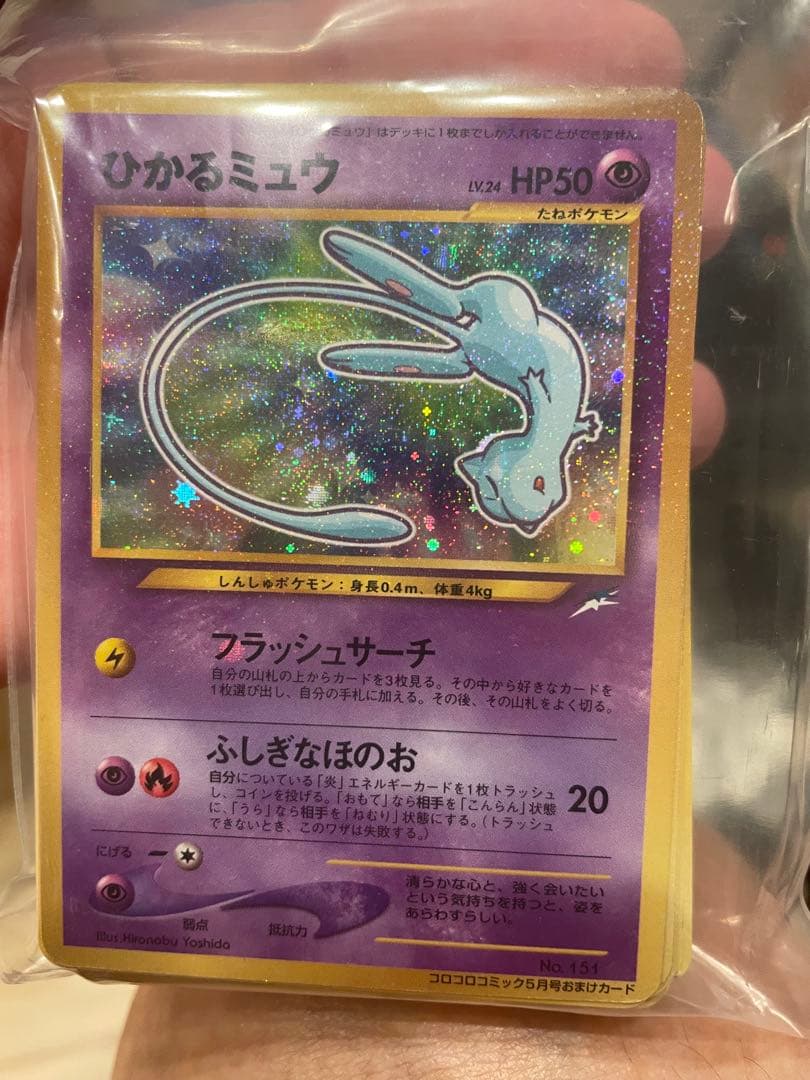 ミュウ」はデッキに1枚までしか入れることができません。
ひかるミュウ
LV.24 HP50
たねポケモン
しんしゅポケモン：身長0.4m、体重4kg
フラッシュサーチ
自分の山札の上からカードを3枚見る。その中から好きなカードを
1枚選び出し、自分の手札に加える。その後、その山札をよく切る。
ふしぎなほのお
自分についている「炎」エネルギーカードを1枚トラッシュ
し、コインを投げる。「おもて」なら相手を「こんらん」状態
に、「うら」なら相手を「ねむり」状態にする。（トラッシュ
できないとき、このワザは失敗する。）
20
にげる
弱点
抵抗力
清らかな心と、強く会いたい
という気持ちを持つと、姿を
あらわすらしい。
Illus.Hironobu Yoshida
No.151
コロコロコミック5月号おまけカード